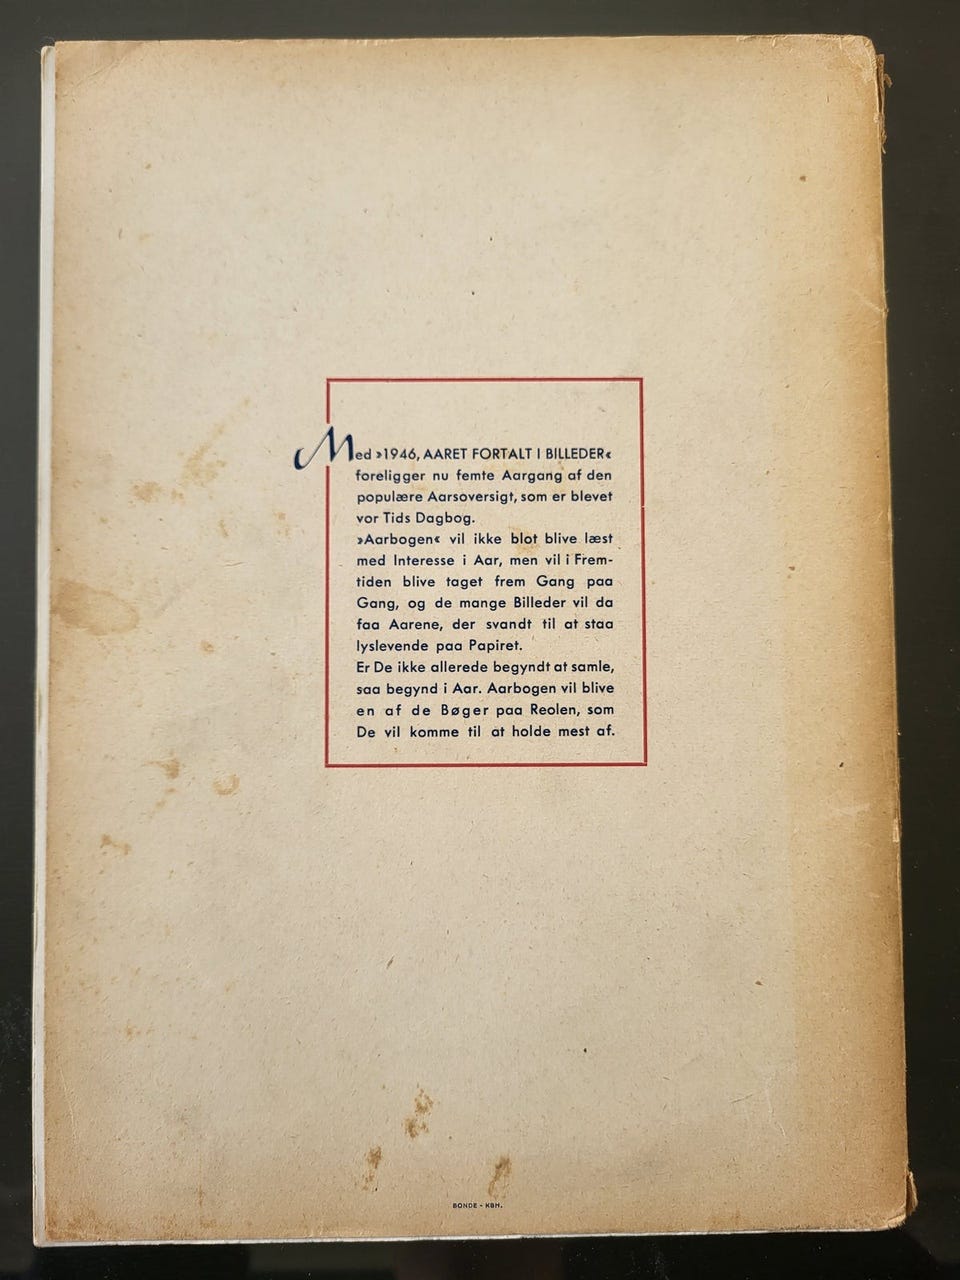 Med »1946, AARET FORTALT I BILLEDER«
foreligger nu femte Aargang af den
populære Aarsoversigt, som er blevet
vor Tids Dagbog.
»Aarbogen« vil ikke blot blive læst
med Interesse i Aar, men vil i Frem-
tiden blive taget frem Gang paa
Gang, og de mange Billeder vil da
faa Aarene, der svandt til at staa
lyslevende paa Papiret.
Er De ikke allerede begyndt at samle,
saa begynd i Aar. Aarbogen vil blive
en af de Bøger paa Reolen, som
De vil komme til at holde mest af.
BONDE - KBH.